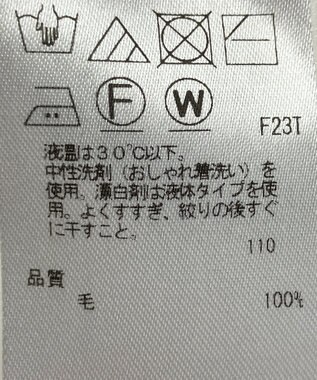 F W
F23T
液温は30℃以下。
中性洗剤（おしゃれ着洗い）を
使用。漂白剤は液体タイプを使
用。よくすすぎ、絞りの後すぐ
に干すこと。
110
品質
毛 100%